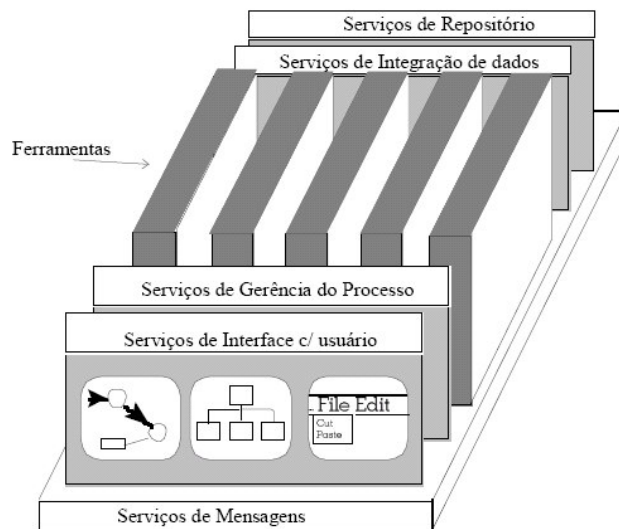 Serviços de Repositório
Serviços de Integração de dados
Ferramentas
Serviços de Gerência do Processo
Serviços de Interface c/ usuário
File Edit
Cut
Paste
Serviços de Mensagens